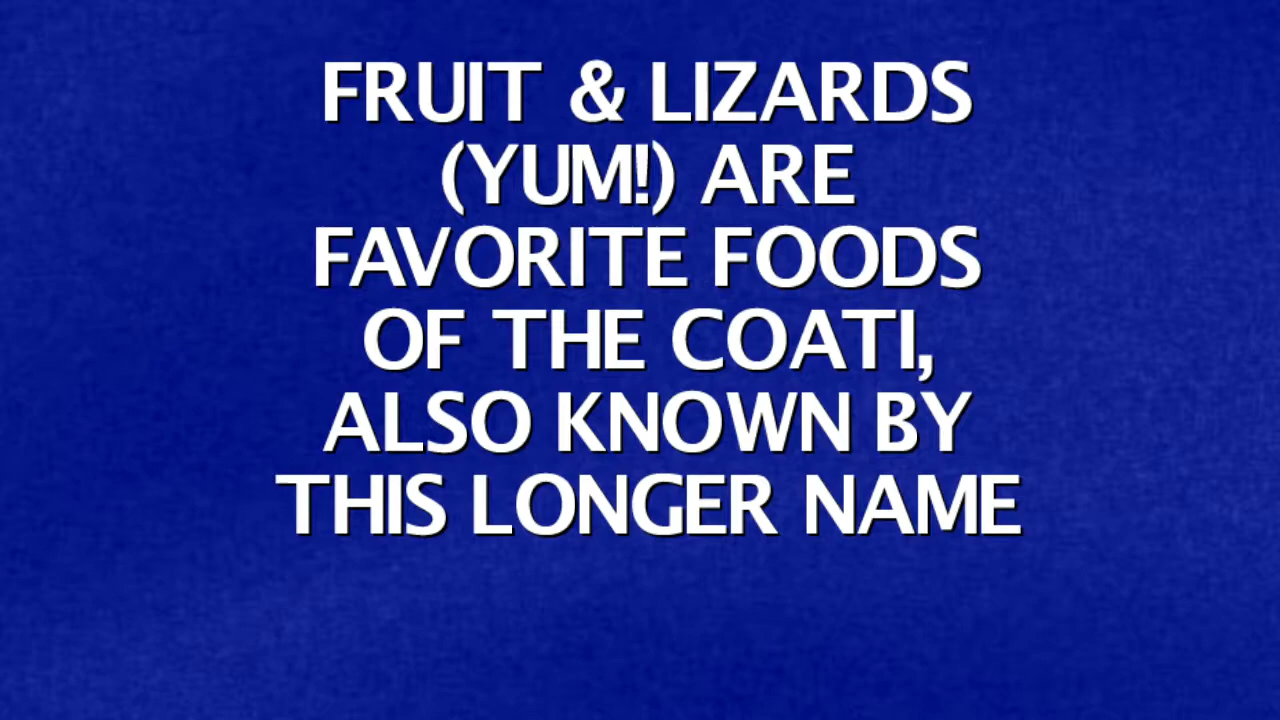 FRUIT & LIZARDS
(YUM!) ARE
FAVORITE FOODS
OF THE COATI,
ALSO KNOWN BY
THIS LONGER NAME